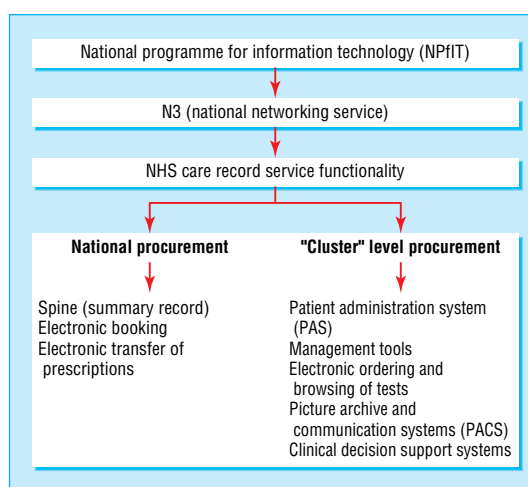 National programme for information technology (NPfIT)
N3 (national networking service)
NHS care record service functionality
National procurement
Spine (summary record)
Electronic booking
Electronic transfer of
prescriptions
"Cluster" level procurement
Patient administration system
(PAS)
Management tools
Electronic ordering and
browsing of tests
Picture archive and
communication systems (PACS)
Clinical decision support systems